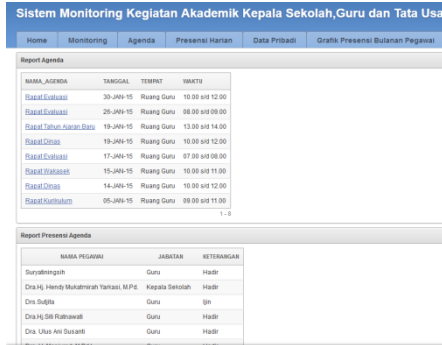 Sistem Monitoring Kegiatan Akademik Kepala Sekolah,Guru dan Tata Usa
Home Monitoring Agenda Presensi Harian Data Pribadi Grafik Presensi Bulanan Pegawai
Report Agenda
NAMA_AGENDA TANGGAL TEMPAT WAKTU
Rapat Evaluasi 30-JAN-15 Ruang Guru 10.00 s/d 12.00
Rapat Evaluasi 26-JAN-15 Ruang Guru 08.00 s/d 09.00
Rapat Tahun Ajaran Baru 19-JAN-15 Ruang Guru 13.00 s/d 14.00
Rapat Dinas 19-JAN-15 Ruang Guru 10.00 s/d 12.00
Rapat Evaluasi 17-JAN-15 Ruang Guru 07.00 s/d 08.00
Rapat Wakasek 15-JAN-15 Ruang Guru 10.00 s/d 11.00
Rapat Dinas 14-JAN-15 Ruang Guru 10.00 s/d 12.00
Rapat Kurikulum 05-JAN-15 Ruang Guru 09.00 s/d 11.00
1 - 8
Report Presensi Agenda
NAMA PEGAWAI JABATAN KETERANGAN
Suryatiningsih Guru Hadir
Dra.Hj. Hendy Mukatmirah Yarkasi, M.Pd. Kepala Sekolah Hadir
Drs.Sutjita Guru Ijin
Dra.Hj.Siti Ratnawati Guru Hadir
Dra. Utus Ani Susanti Guru Hadir